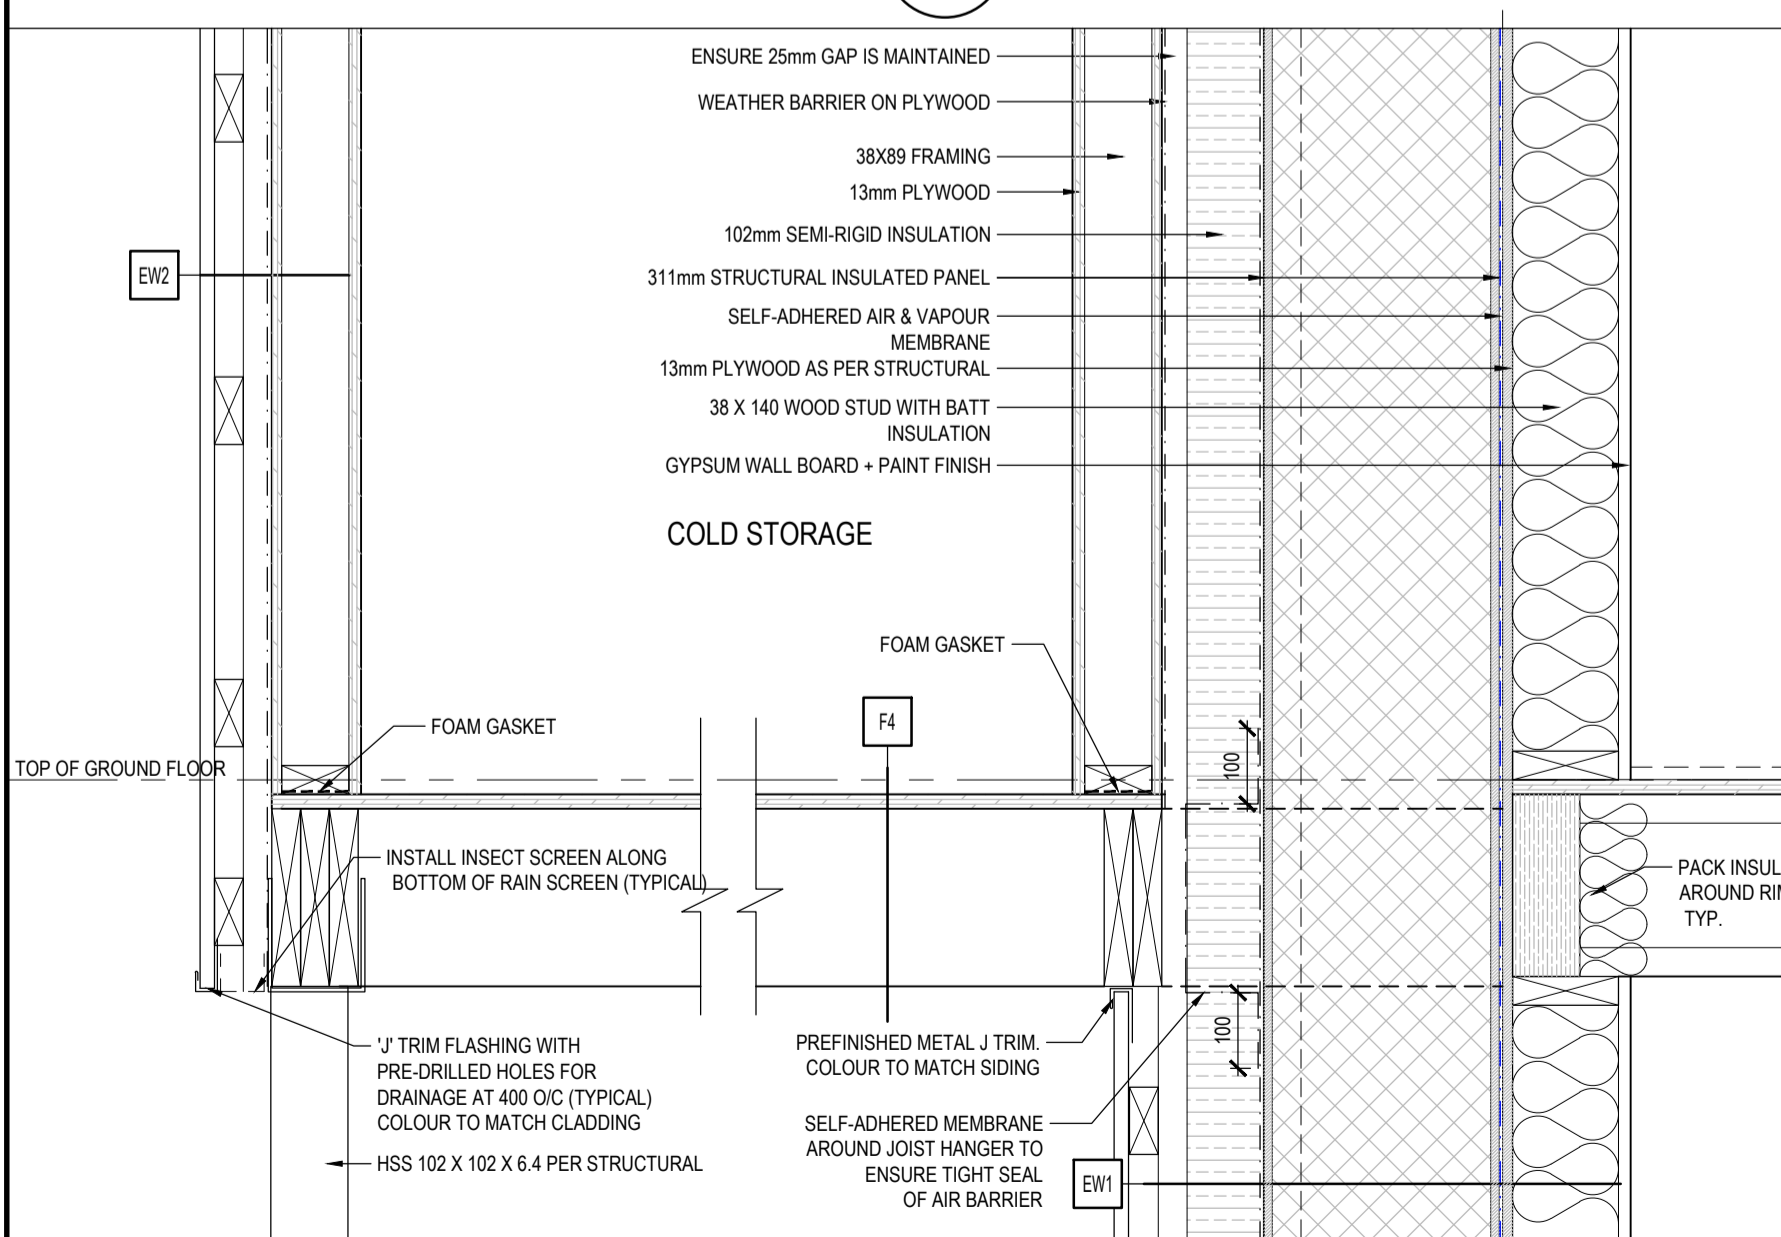 ENSURE 25mm GAP IS MAINTAINED
WEATHER BARRIER ON PLYWOOD
38X89 FRAMING
13mm PLYWOOD
102mm SEMI-RIGID INSULATION
EW2
311mm STRUCTURAL INSULATED PANEL
SELF-ADHERED AIR & VAPOUR
MEMBRANE
13mm PLYWOOD AS PER STRUCTURAL
38 X 140 WOOD STUD WITH BATT
INSULATION
GYPSUM WALL BOARD + PAINT FINISH
COLD STORAGE
FOAM GASKET
FOAM GASKET
F4
TOP OF GROUND FLOOR
100
INSTALL INSECT SCREEN ALONG
BOTTOM OF RAIN SCREEN (TYPICAL)
PACK INSUL
AROUND RIM
TYP.
100
'J' TRIM FLASHING WITH
PRE-DRILLED HOLES FOR
DRAINAGE AT 400 O/C (TYPICAL)
COLOUR TO MATCH CLADDING
PREFINISHED METAL J TRIM.
COLOUR TO MATCH SIDING
SELF-ADHERED MEMBRANE
AROUND JOIST HANGER TO
ENSURE TIGHT SEAL
OF AIR BARRIER
HSS 102 X 102 X 6.4 PER STRUCTURAL
EW1